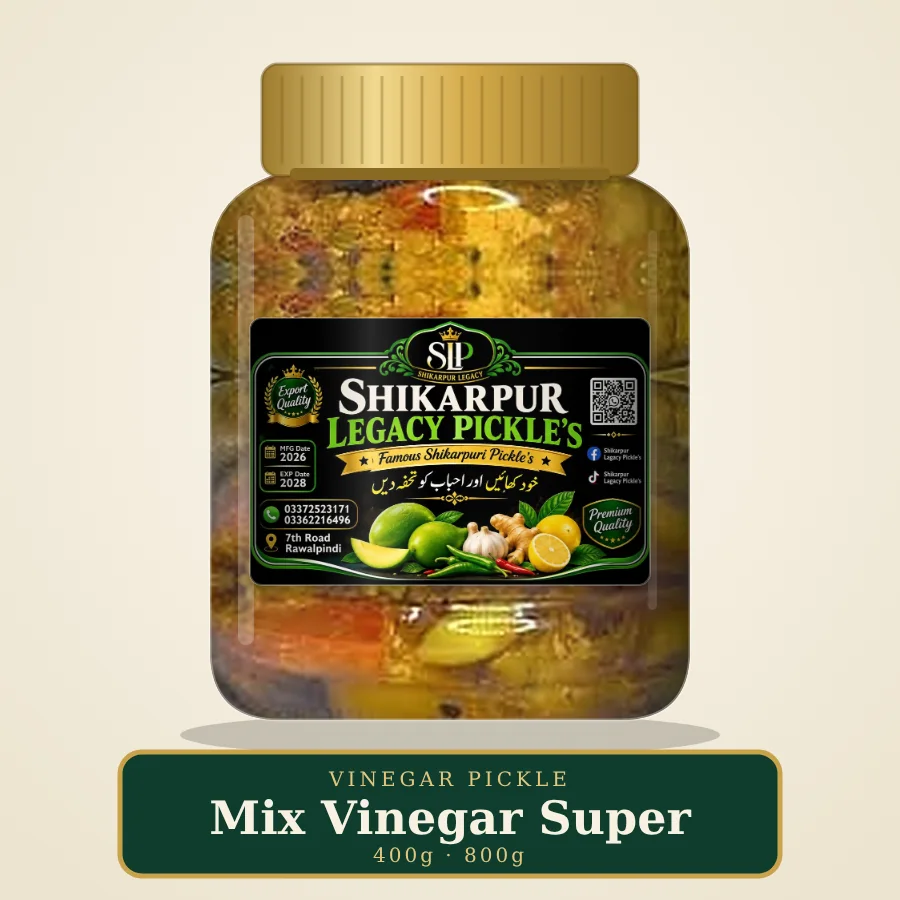 SLP
SHIKARPUR LEGACY
SHIKARPUR
LEGACY PICKLE'S
Famous Shikarpuri Pickle's
خود کھائیں اور احباب کو تحفہ دیں
Export
Quality
MFG Date
2026
EXP Date
2028
03372523171
03362216496
7th Road
Rawalpindi
Shikarpur
Legacy Pickle's
Shikarpur
Legacy Pickle's
Premium
Quality
VINEGAR PICKLE
Mix Vinegar Super
400g · 800g